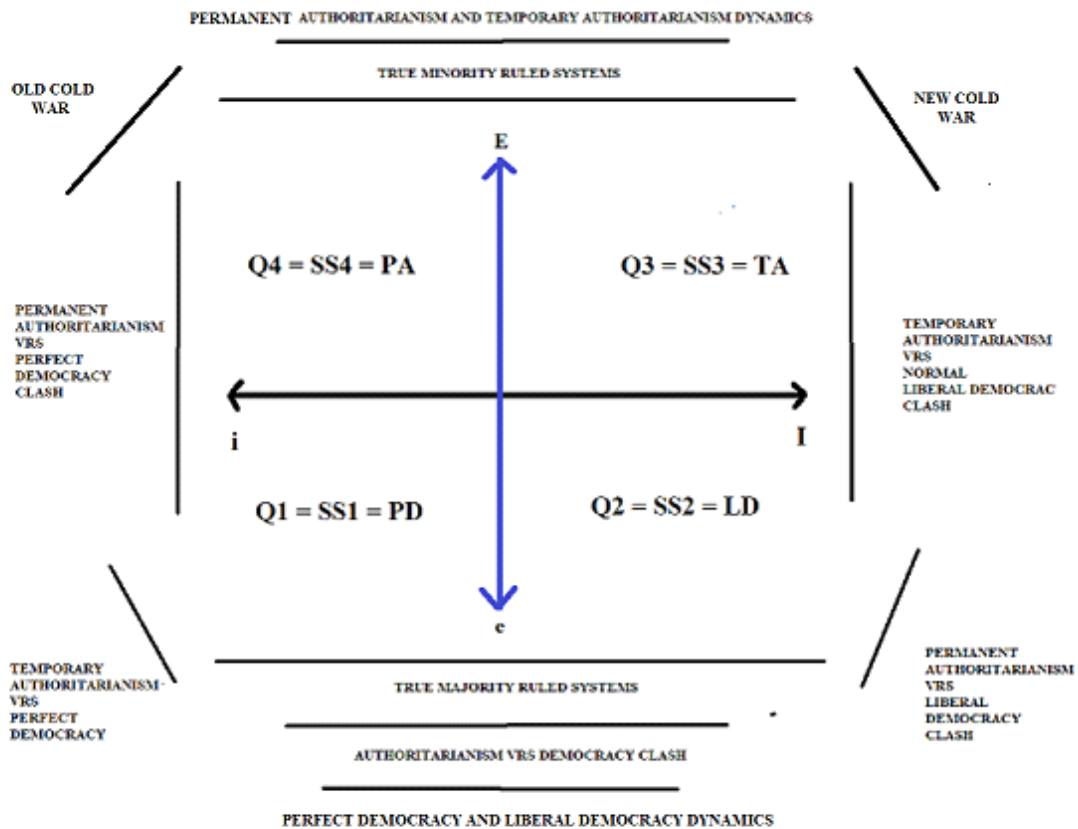 PERMANENT AUTHORITARIANISM AND TEMPORARY AUTHORITARIANISM DYNAMICS
TRUE MINORITY RULED SYSTEMS
OLD COLD
WAR
NEW COLD
WAR
E
Q4 = SS4 = PA
Q3 = SS3 = TA
PERMANENT
AUTHORITARIANISM
VRS
PERFECT
DEMOCRACY
CLASH
TEMPORARY
AUTHORITARIANISM
VRS
NORMAL
LIBERAL DEMOCRAC
CLASH
i
I
Q1 = SS1 = PD
Q2 = SS2 = LD
e
TEMPORARY
AUTHORITARIANISM
VRS
PERFECT
DEMOCRACY
PERMANENT
AUTHORITARIANISM
VRS
LIBERAL
DEMOCRACY
CLASH
TRUE MAJORITY RULED SYSTEMS
AUTHORITARIANISM VRS DEMOCRACY CLASH
PERFECT DEMOCRACY AND LIBERAL DEMOCRACY DYNAMICS